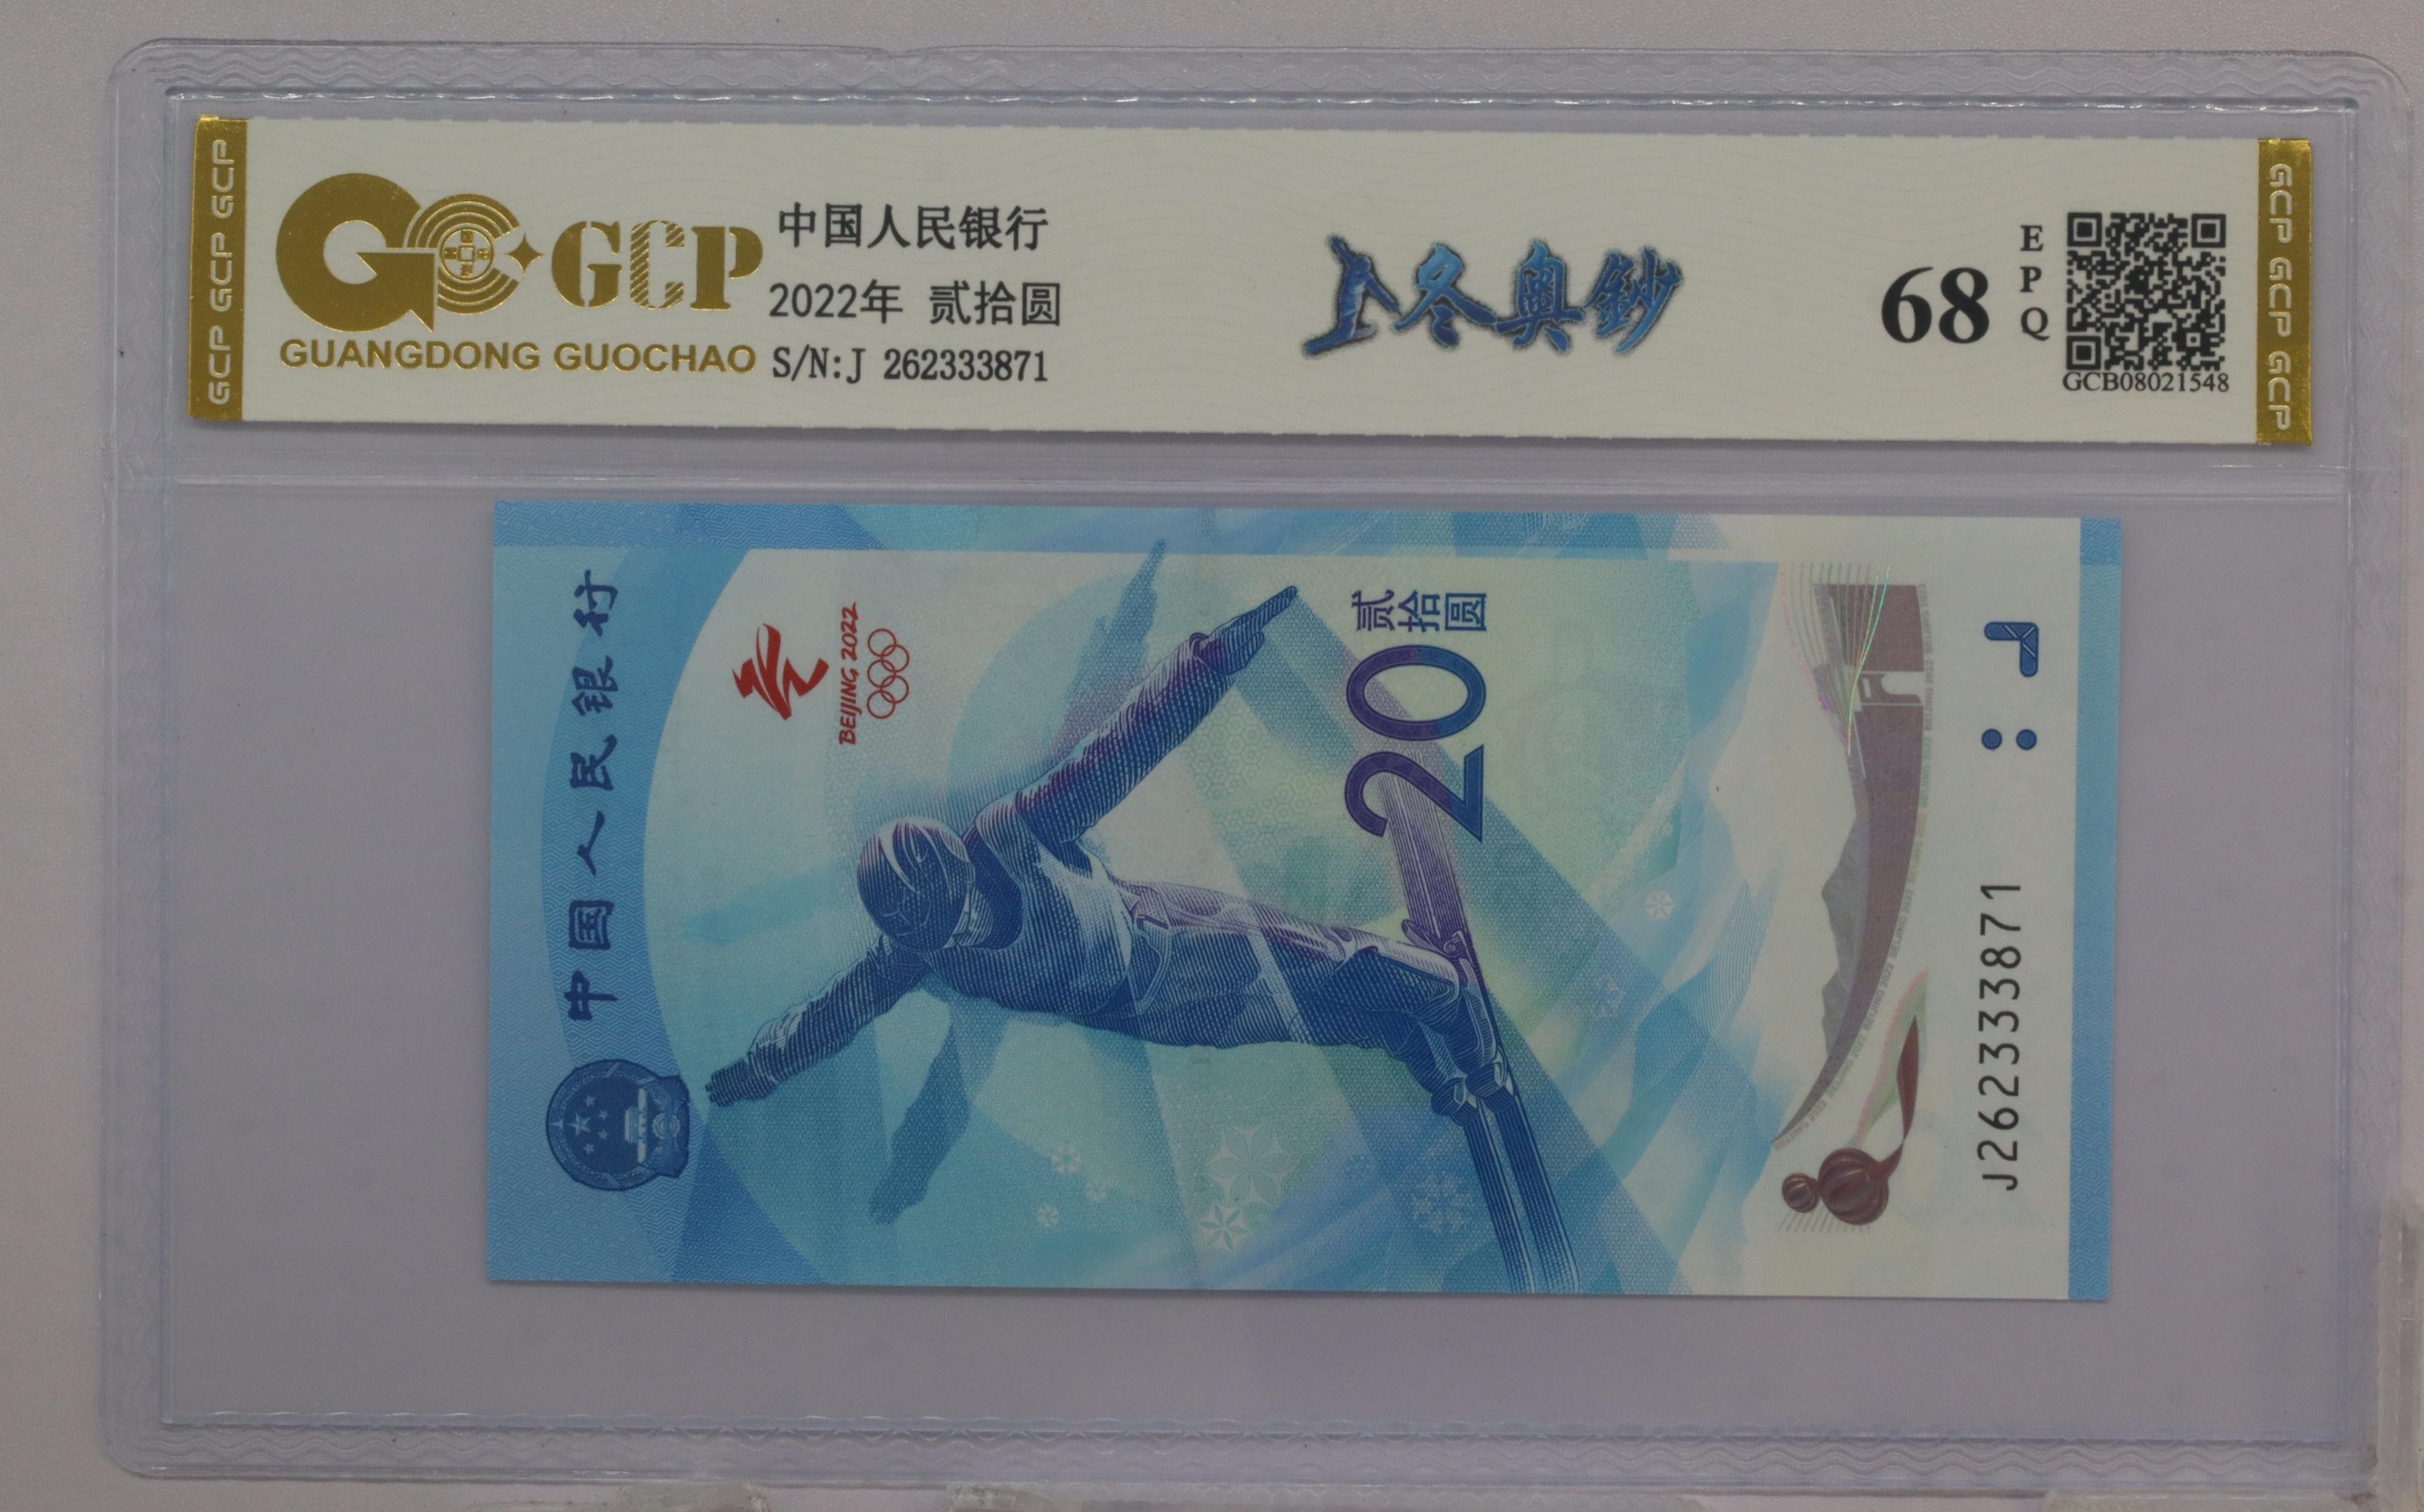 GCP GCP GCP
GCP
GUANGDONG GUOCHAO
中国人民银行
2022年 贰拾圆
S/N:J 262333871
冬奥鈔
68
EPQ
GCB08021548
GCP GCP GCP
中国人民银行
BEIJING 2022
贰拾圆
20
J262333871